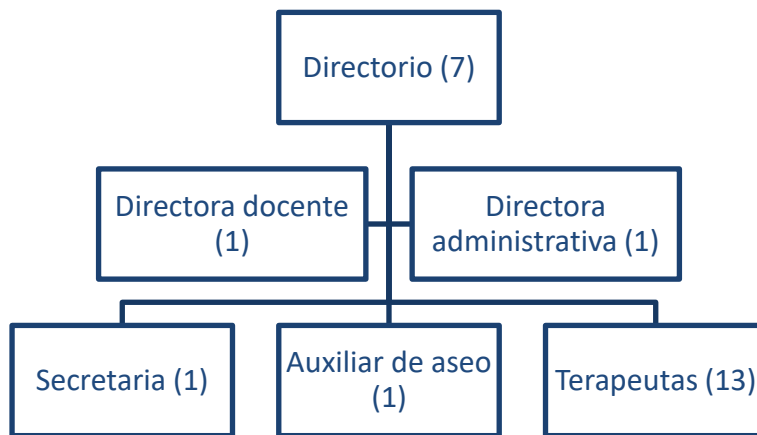 Directorio (7)
Directora docente
(1)
Directora
administrativa (1)
Secretaria (1)
Auxiliar de aseo
(1)
Terapeutas (13)